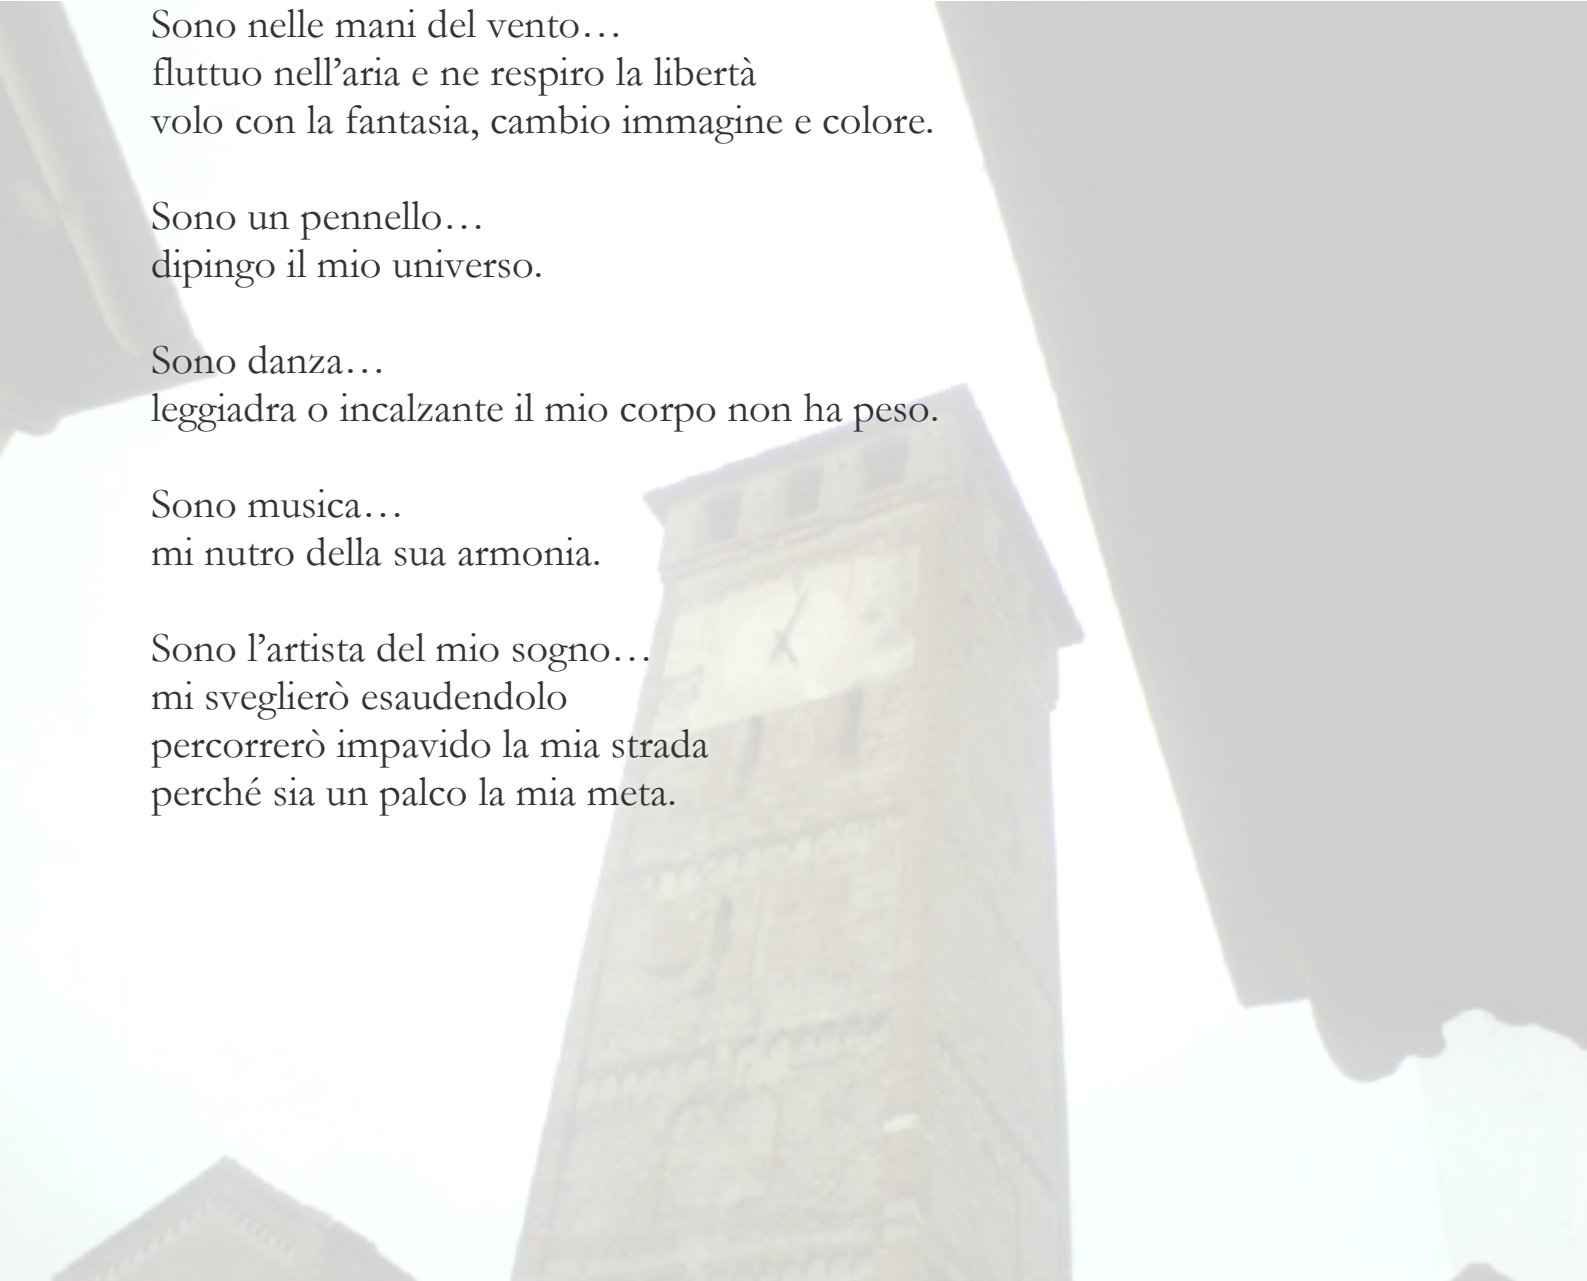 Sono nelle mani del vento…
fluttuo nell’aria e ne respiro la libertà
volo con la fantasia, cambio immagine e colore.
Sono un pennello…
dipingo il mio universo.
Sono danza…
leggiadra o incalzante il mio corpo non ha peso.
Sono musica…
mi nutro della sua armonia.
Sono l’artista del mio sogno…
mi sveglierò esaudendolo
percorrerò impavido la mia strada
perché sia un palco la mia meta.